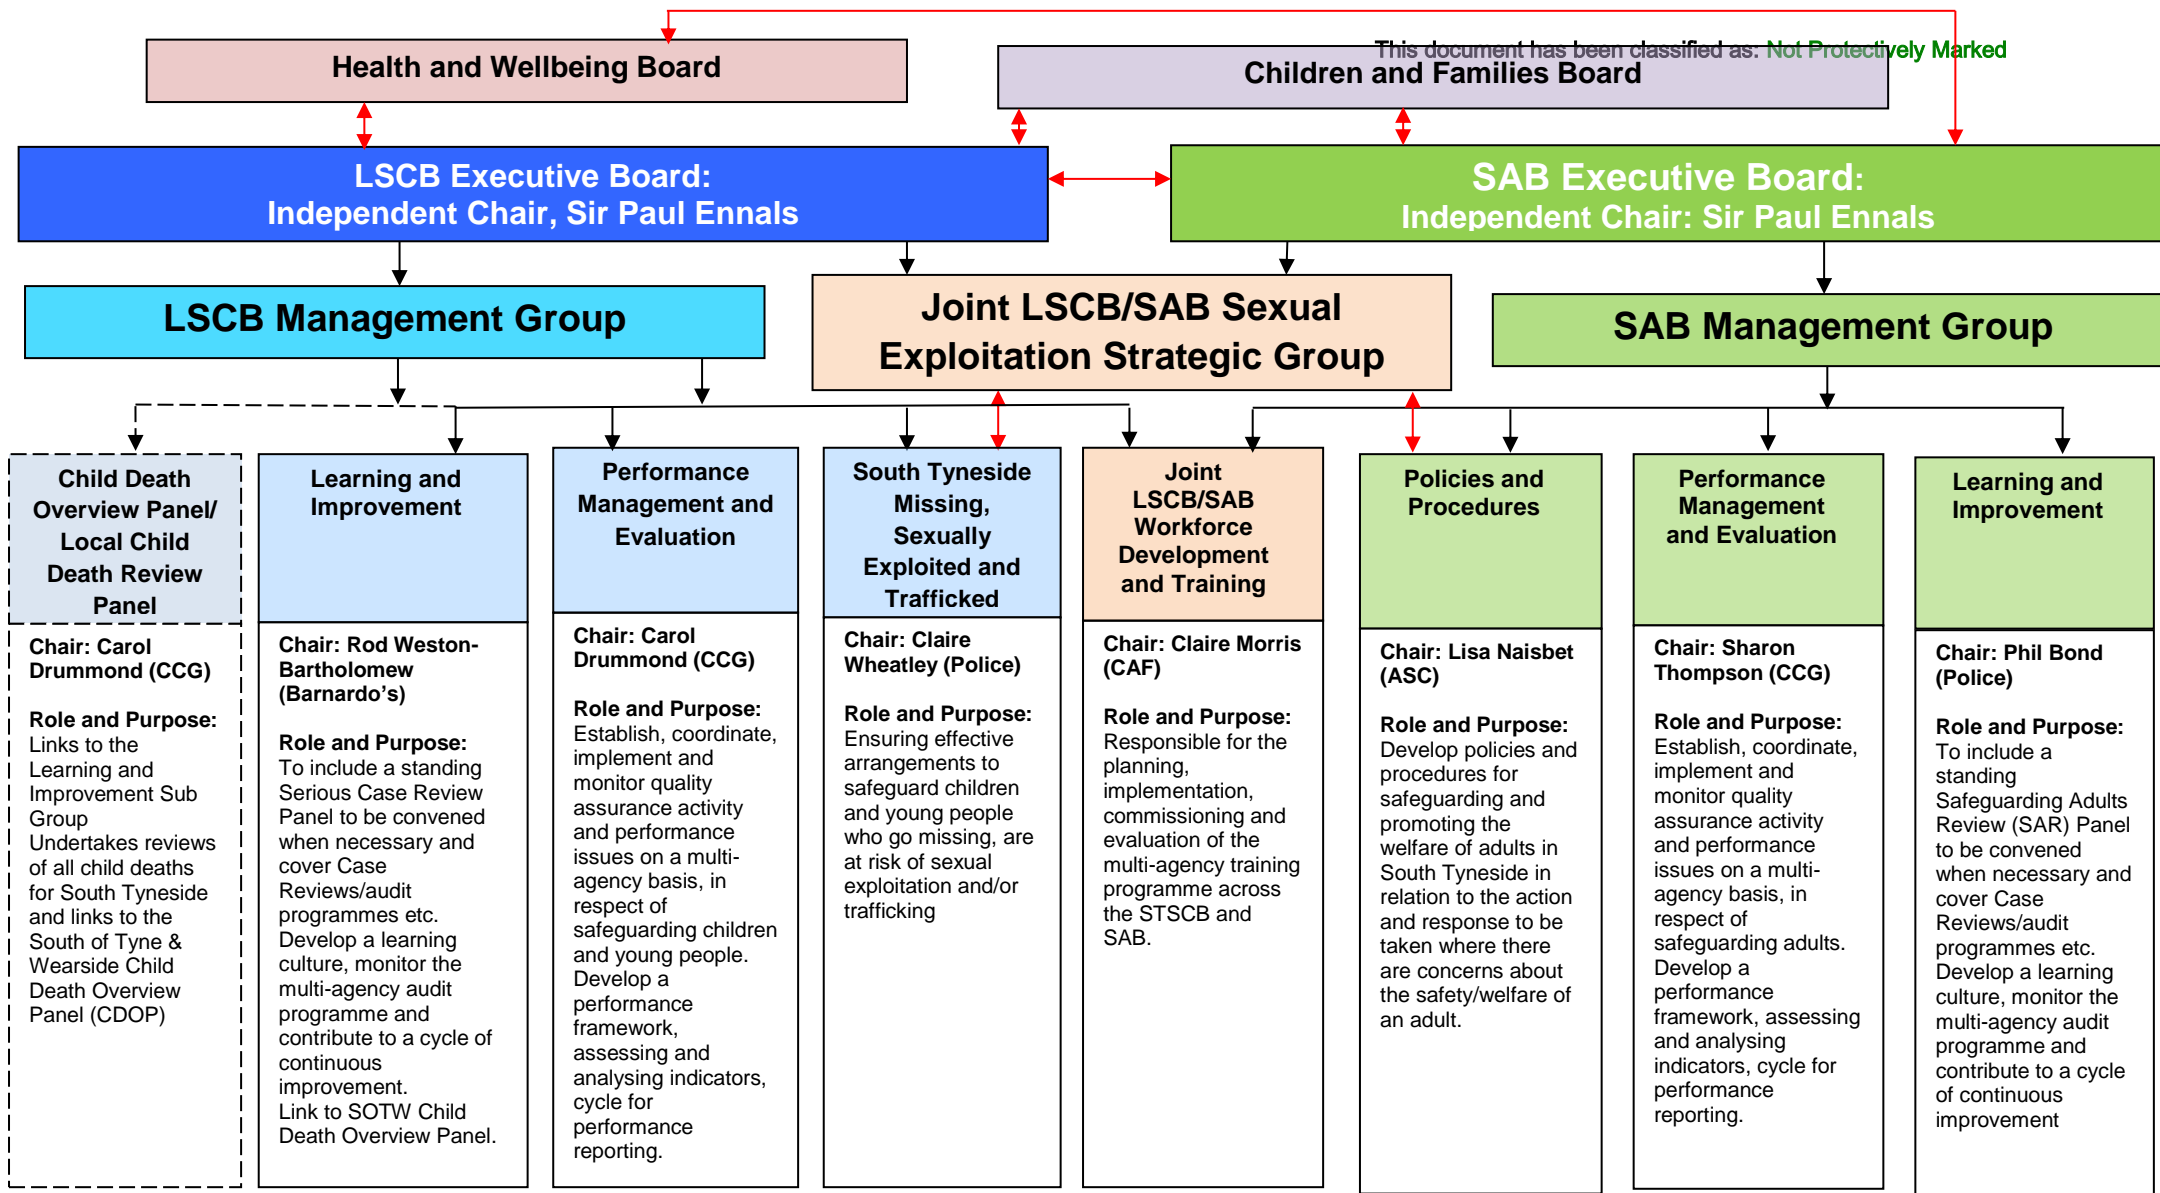 This document has been classified as: Not Protectively Marked
Health and Wellbeing Board
Children and Families Board
LSCB Executive Board:
Independent Chair, Sir Paul Ennals
SAB Executive Board:
Independent Chair: Sir Paul Ennals
LSCB Management Group
Joint LSCB/SAB Sexual
Exploitation Strategic Group
SAB Management Group
Child Death
Overview Panel/
Local Child
Death Review
Panel
Chair: Carol
Drummond (CCG)
Role and Purpose:
Links to the
Learning and
Improvement Sub
Group
Undertakes reviews
of all child deaths
for South Tyneside
and links to the
South of Tyne &
Wearside Child
Death Overview
Panel (CDOP)
Learning and
Improvement
Chair: Rod Weston-
Bartholomew
(Barnardo’s)
Role and Purpose:
To include a standing
Serious Case Review
Panel to be convened
when necessary and
cover Case
Reviews/audit
programmes etc.
Develop a learning
culture, monitor the
multi-agency audit
programme and
contribute to a cycle of
continuous
improvement.
Link to SOTW Child
Death Overview Panel.
Performance
Management and
Evaluation
Chair: Carol
Drummond (CCG)
Role and Purpose:
Establish, coordinate,
implement and
monitor quality
assurance activity
and performance
issues on a multi-
agency basis, in
respect of
safeguarding children
and young people.
Develop a
performance
framework,
assessing and
analysing indicators,
cycle for
performance
reporting.
South Tyneside
Missing,
Sexually
Exploited and
Trafficked
Chair: Claire
Wheatley (Police)
Role and Purpose:
Ensuring effective
arrangements to
safeguard children
and young people
who go missing, are
at risk of sexual
exploitation and/or
trafficking
Joint
LSCB/SAB
Workforce
Development
and Training
Chair: Claire Morris
(CAF)
Role and Purpose:
Responsible for the
planning,
implementation,
commissioning and
evaluation of the
multi-agency training
programme across
the STSCB and
SAB.
Policies and
Procedures
Chair: Lisa Naisbet
(ASC)
Role and Purpose:
Develop policies and
procedures for
safeguarding and
promoting the
welfare of adults in
South Tyneside in
relation to the action
and response to be
taken where there
are concerns about
the safety/welfare of
an adult.
Performance
Management
and Evaluation
Chair: Sharon
Thompson (CCG)
Role and Purpose:
Establish, coordinate,
implement and
monitor quality
assurance activity
and performance
issues on a multi-
agency basis, in
respect of
safeguarding adults.
Develop a
performance
framework, assessing
and analysing
indicators, cycle for
performance
reporting.
Learning and
Improvement
Chair: Phil Bond
(Police)
Role and Purpose:
To include a
standing
Safeguarding Adults
Review (SAR) Panel
to be convened
when necessary and
cover Case
Reviews/audit
programmes etc.
Develop a learning
culture, monitor the
multi-agency audit
programme and
contribute to a cycle
of continuous
improvement